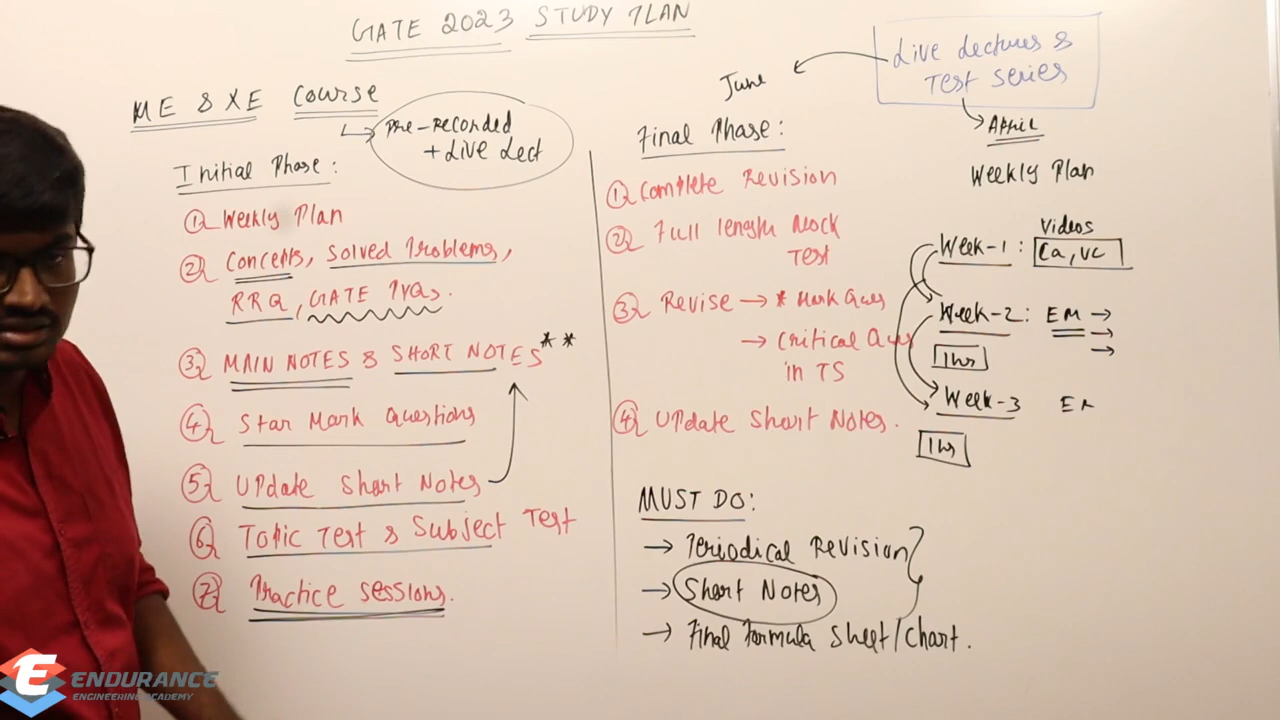 GATE 2023 STUDY PLAN
ME & XE Course
Pre-recorded
+ Live Lect
Initial Phase:
① Weekly Plan
② Concepts, Solved Problems,
RRQ, GATE PYQs.
③ MAIN NOTES & SHORT NOTES**
④ Star Mark Questions
⑤ Update Short Notes
⑥ Topic Test & Subject Test
⑦ Practice sessions.
June
Final Phase:
① Complete Revision
② Full length Mock
Test
③ Revise → * Mark Ques
→ Critical Ques
in TS
④ Update Short Notes.
MUST DO:
→ Periodical Revision
→ Short Notes
→ Final Formula Sheet/Chart.
Live Lectures &
Test series
April
Weekly Plan
Videos
Week-1: Ca, VC
Week-2: EM →
→
→
1hr
Week-3 EM
1hr
E ENDURANCE
ENGINEERING ACADEMY